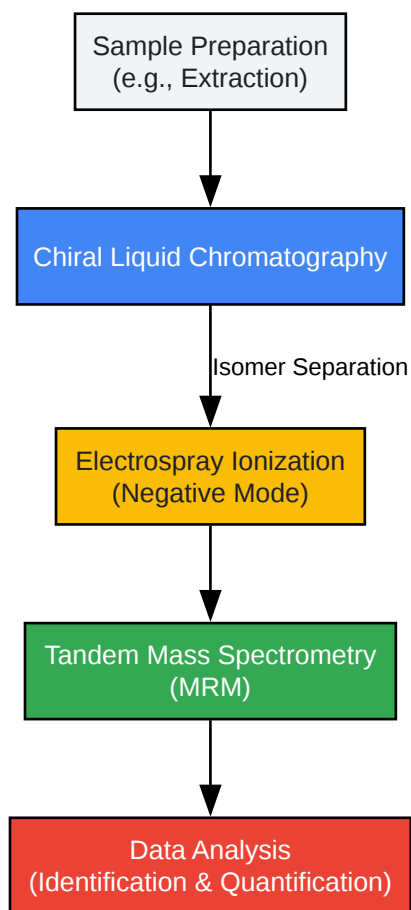 Sample Preparation
(e.g., Extraction)
Chiral Liquid Chromatography
Isomer Separation
Electrospray Ionization
(Negative Mode)
Tandem Mass Spectrometry
(MRM)
Data Analysis
(Identification & Quantification)